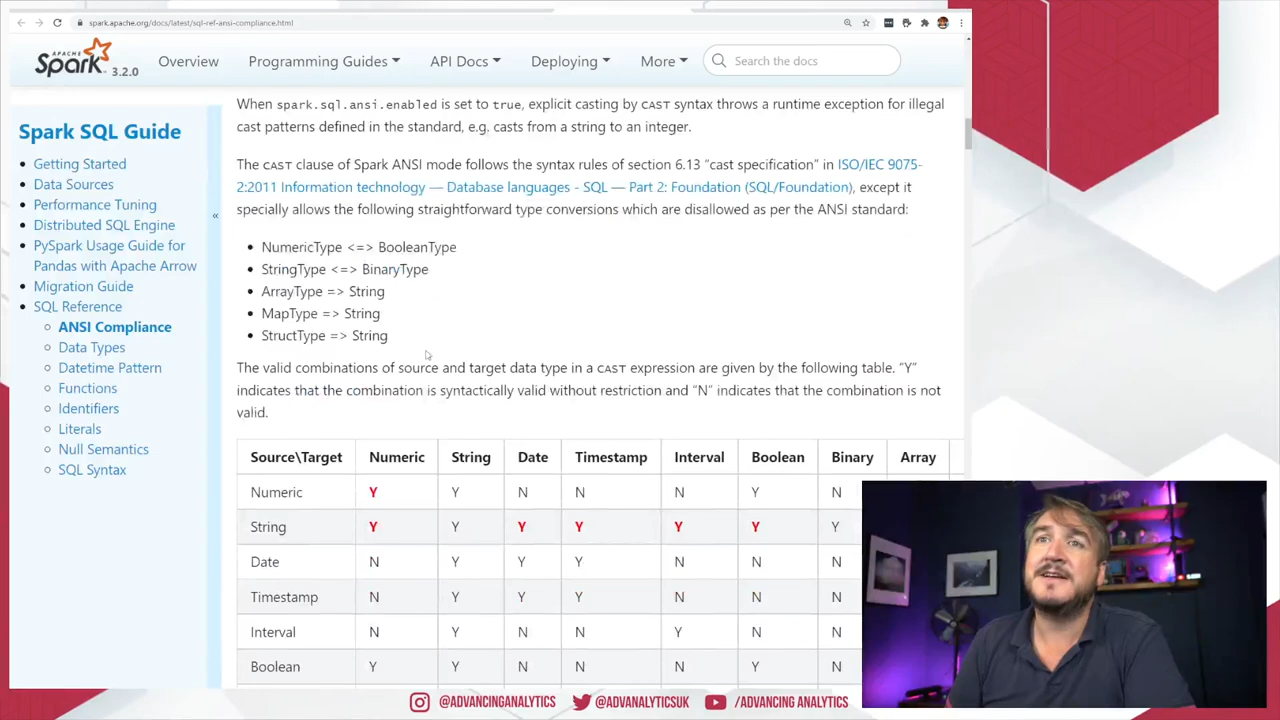 spark.apache.org/docs/latest/sql-ref-ansi-compliance.html
APACHE
Spark 3.2.0
Overview Programming Guides API Docs Deploying More Search the docs
Spark SQL Guide
Getting Started
Data Sources
Performance Tuning
Distributed SQL Engine
PySpark Usage Guide for
Pandas with Apache Arrow
Migration Guide
SQL Reference
ANSI Compliance
Data Types
Datetime Pattern
Functions
Identifiers
Literals
Null Semantics
SQL Syntax
«
When spark.sql.ansi.enabled is set to true, explicit casting by CAST syntax throws a runtime exception for illegal
cast patterns defined in the standard, e.g. casts from a string to an integer.
The CAST clause of Spark ANSI mode follows the syntax rules of section 6.13 “cast specification” in ISO/IEC 9075-
2:2011 Information technology — Database languages - SQL — Part 2: Foundation (SQL/Foundation), except it
specially allows the following straightforward type conversions which are disallowed as per the ANSI standard:
NumericType <=> BooleanType
StringType <=> BinaryType
ArrayType => String
MapType => String
StructType => String
The valid combinations of source and target data type in a CAST expression are given by the following table. “Y”
indicates that the combination is syntactically valid without restriction and “N” indicates that the combination is not
valid.
Source\Target Numeric String Date Timestamp Interval Boolean Binary Array
Numeric Y Y N N N Y N
String Y Y Y Y Y Y Y
Date N Y Y Y N N N
Timestamp N Y Y Y N N N
Interval N Y N N Y N N
Boolean Y Y N N N Y N
@ADVANCINGANALYTICS @ADVANALYTICSUK /ADVANCING ANALYTICS